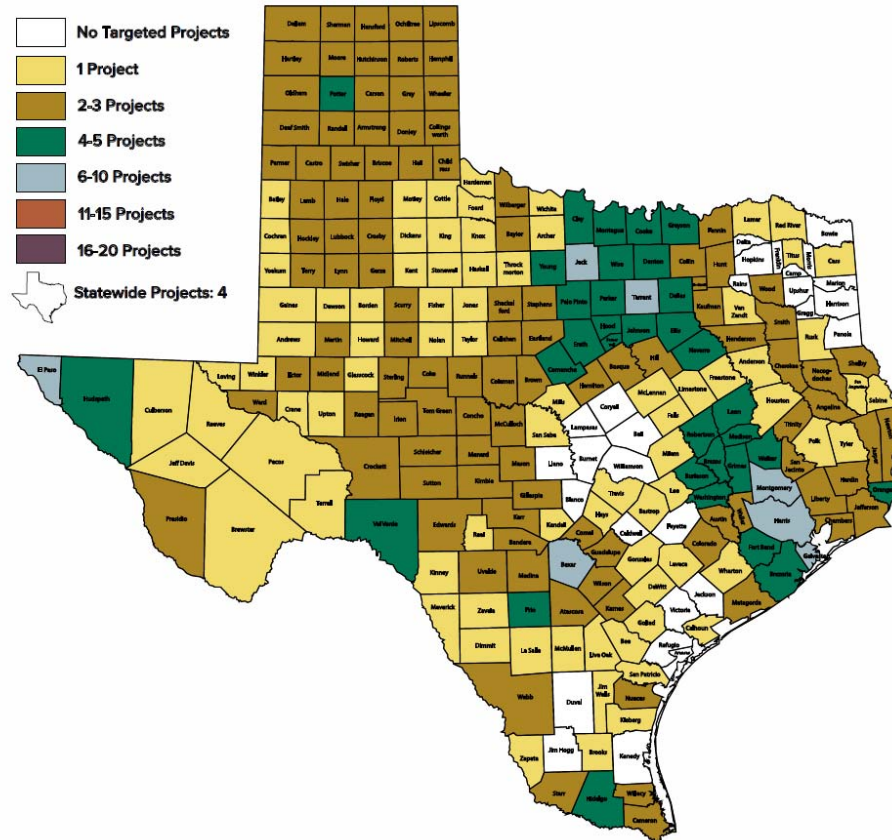 No Targeted Projects
1 Project
2-3 Projects
4-5 Projects
6-10 Projects
11-15 Projects
16-20 Projects
Statewide Projects: 4
Dallam Sherman Hansford Ochiltree Lipscomb
Hartley Moore Hutchinson Roberts Hemphill
Oldham Potter Carson Gray Wheeler
Deaf Smith Randall Armstrong Donley Collings
worth
Parmer Castro Swisher Briscoe Hall Child
ress
Bailey Lamb Hale Floyd Motley Cottle Hardeman
Foard Wilbarger Wichita
Cochran Hockley Lubbock Crosby Dickens King Knox Baylor Archer Clay Montague Cooke Grayson Fannin Lamar Red River Bowie
Yoakum Terry Lynn Garza Kent Stonewall Haskell Throck
morton Young Jack Wise Denton Collin Hunt Delta Hopkins Franklin Titus Morris Cass
Camp Rains Marion
Gaines Dawson Borden Scurry Fisher Jones Shackel
ford Stephens Palo Pinto Parker Tarrant Dallas Kaufman Van
Zandt Wood Upshur Harrison
Gregg
Andrews Martin Howard Mitchell Nolan Taylor Callahan Eastland Erath Hood Johnson Ellis Henderson Smith Rusk Panola
El Paso Hudspeth Culberson Reeves Loving Winkler Ector Midland Glasscock Sterling Coke Runnels Coleman Brown Comanche Hamilton Bosque Hill Navarro Anderson Cherokee Nacog-
doches Shelby
Ward Crane Upton Reagan Irion Tom Green Concho McCulloch San Saba Mills Lampasas Coryell McLennan Limestone Freestone Leon Houston Angelina Sabine
Jeff Davis Pecos Crockett Schleicher Menard Mason Llano Burnet Bell Falls Robertson Madison Trinity Polk Tyler Jasper
Presidio Brewster Terrell Sutton Kimble Gillespie Blanco Williamson Milam Brazos Grimes Walker San
Jacinto Hardin
Val Verde Edwards Kerr Kendall Hays Travis Bastrop Lee Burleson Washington Montgomery Liberty Orange
Real Bandera Comal Caldwell Fayette Austin Waller Harris Chambers Jefferson
Kinney Uvalde Medina Bexar Guadalupe Gonzales Lavaca Colorado Fort Bend Galveston
Maverick Zavala Frio Atascosa Wilson Karnes DeWitt Wharton Brazoria
Dimmit La Salle McMullen Live Oak Bee Goliad Victoria Jackson Matagorda
Refugio Calhoun
Webb Duval Jim
Wells San Patricio
Nueces
Kleberg
Zapata Jim Hogg Brooks Kenedy
Starr Hidalgo Willacy
Cameron